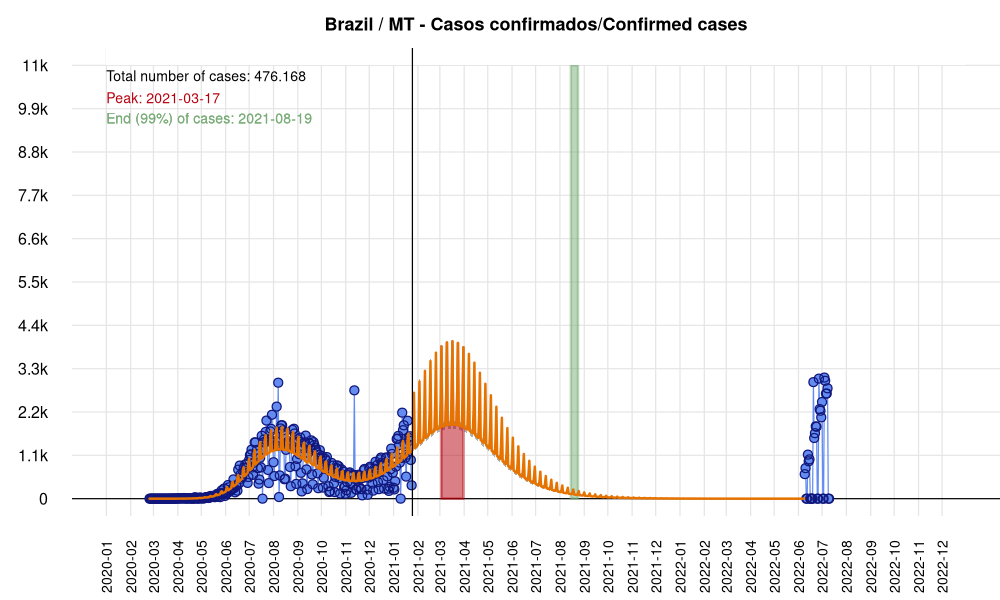 Brazil / MT - Casos confirmados/Confirmed cases
Total number of cases: 476.168
Peak: 2021-03-17
End (99%) of cases: 2021-08-19
11k
9.9k
8.8k
7.7k
6.6k
5.5k
4.4k
3.3k
2.2k
1.1k
0
2020-01
2020-02
2020-03
2020-04
2020-05
2020-06
2020-07
2020-08
2020-09
2020-10
2020-11
2020-12
2021-01
2021-02
2021-03
2021-04
2021-05
2021-06
2021-07
2021-08
2021-09
2021-10
2021-11
2021-12
2022-01
2022-02
2022-03
2022-04
2022-05
2022-06
2022-07
2022-08
2022-09
2022-10
2022-11
2022-12